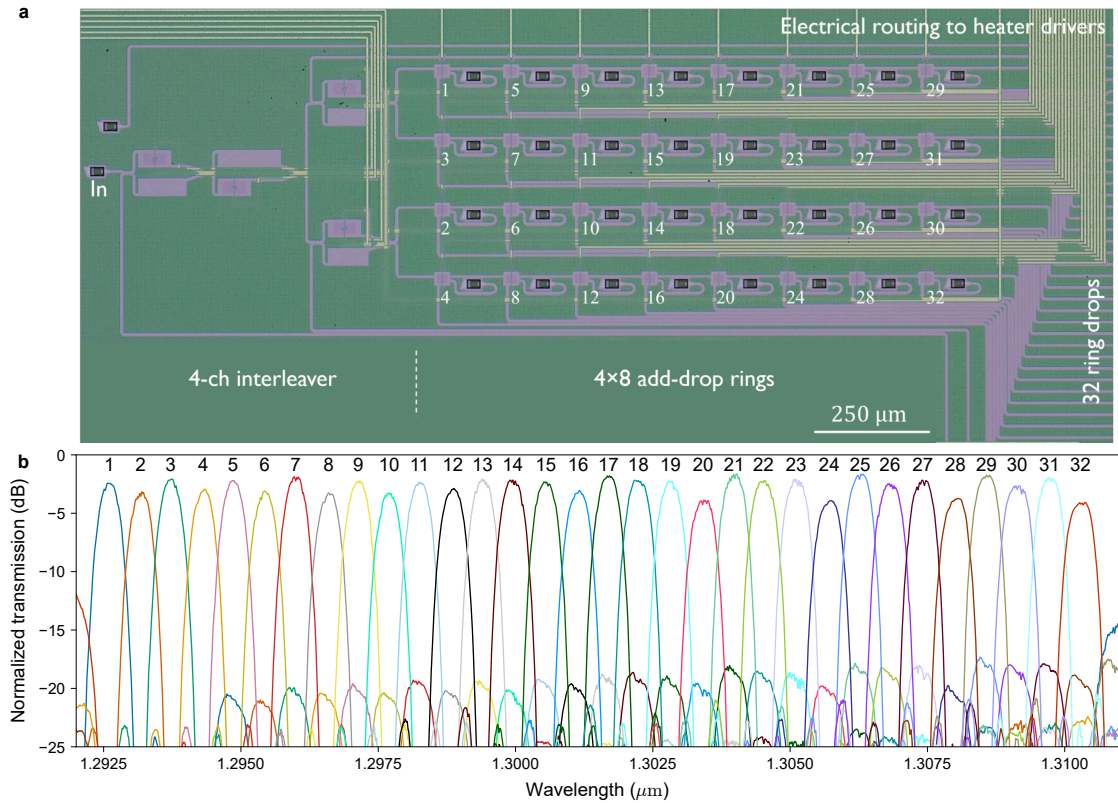 a
Electrical routing to heater drivers
1 5 9 13 17 21 25 29
3 7 11 15 19 23 27 31
In
2 6 10 14 18 22 26 30
4 8 12 16 20 24 28 32
32 ring drops
4-ch interleaver
4×8 add-drop rings
250 μm
b
0
1 2 3 4 5 6 7 8 9 10 11 12 13 14 15 16 17 18 19 20 21 22 23 24 25 26 27 28 29 30 31 32
−5
−10
−15
−20
−25
Normalized transmission (dB)
1.2925 1.2950 1.2975 1.3000 1.3025 1.3050 1.3075 1.3100
Wavelength (μm)